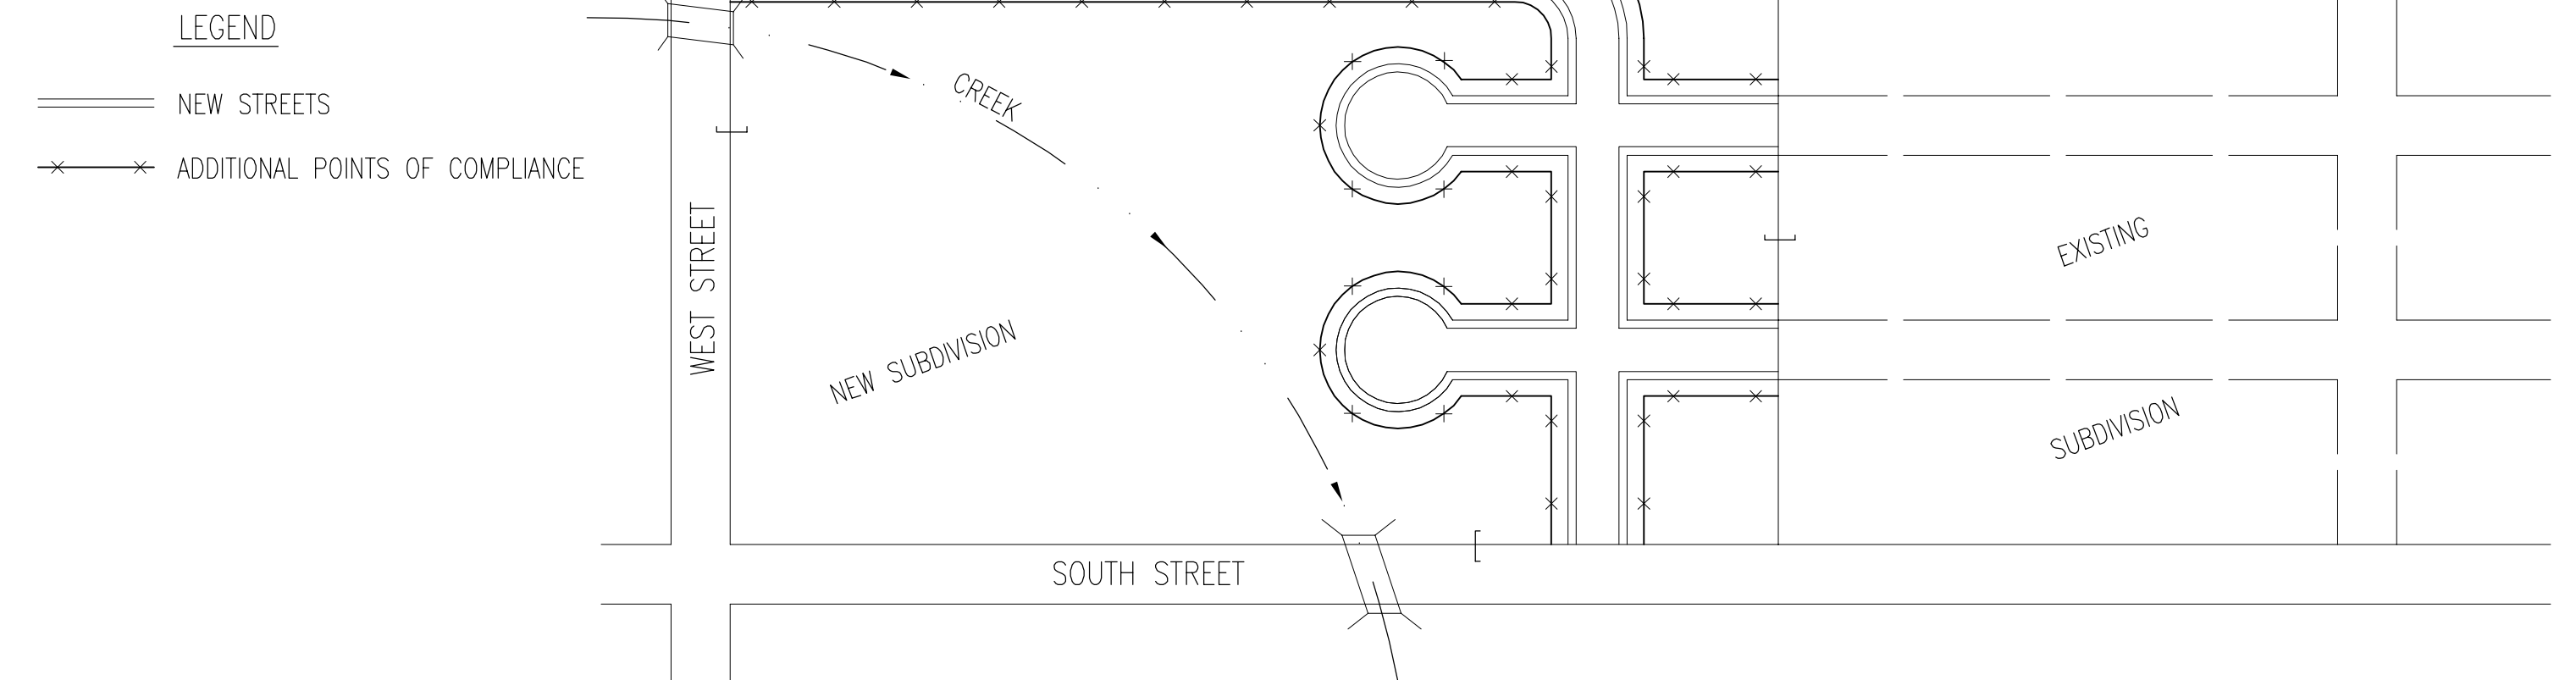 LEGEND
NEW STREETS
ADDITIONAL POINTS OF COMPLIANCE
CREEK
WEST STREET
NEW SUBDIVISION
EXISTING
SUBDIVISION
SOUTH STREET